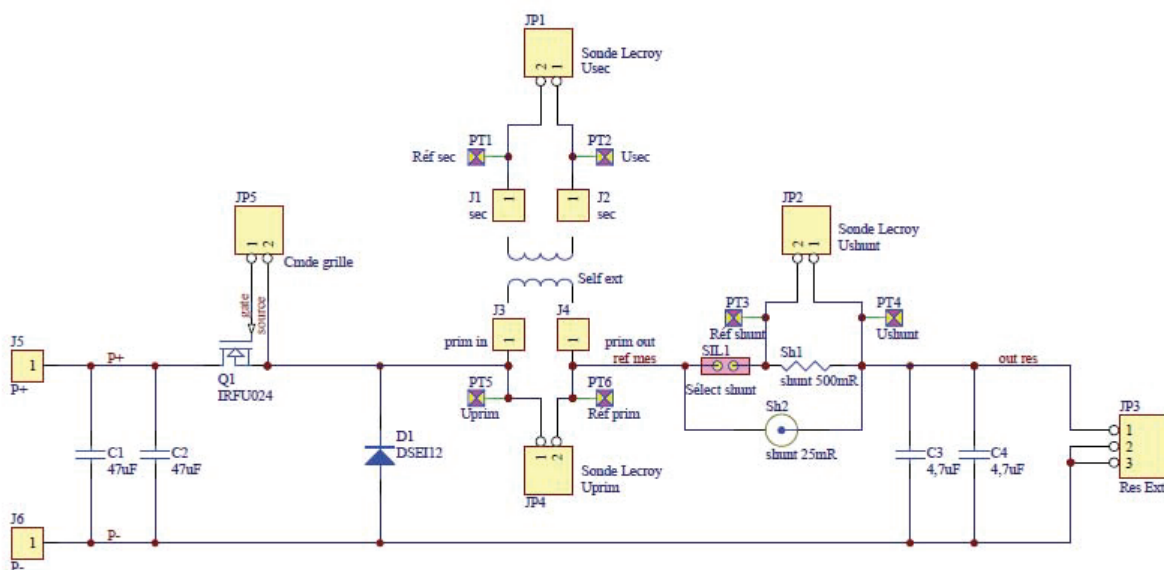 JP1
2 1
Sonde Lecroy
Usec
PT1
PT2
Réf sec
Usec
J1
sec
1
1
J2
sec
JP5
1 2
Cmde grille
gate
source
JP2
2 1
Sonde Lecroy
Ushunt
Self ext
J3
1
J4
1
prim in
prim out
ref mes
PT3
Réf shunt
PT4
Ushunt
J5
1
P+
P+
Q1
IRFU024
PT5
Uprim
PT6
Réf prim
SIL1
Sélect shunt
Sh1
shunt 500mR
out res
Sh2
shunt 25mR
C1
47uF
C2
47uF
D1
DSEI12
1 2
JP4
Sonde Lecroy
Uprim
C3
4,7uF
C4
4,7uF
JP3
1
2
3
Res Ext
J6
1
P-
P-